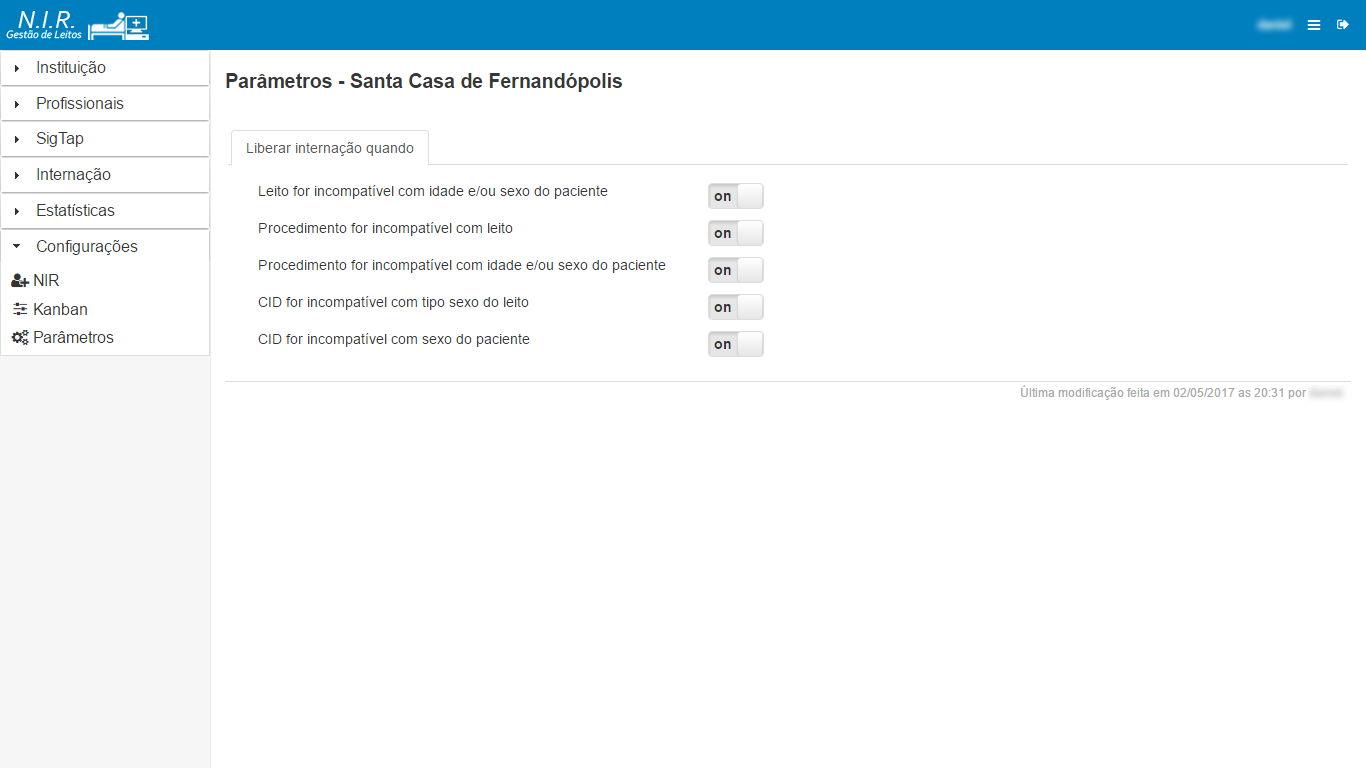 N.I.R.
Gestão de Leitos
Instituição
Profissionais
SigTap
Internação
Estatísticas
Configurações
NIR
Kanban
Parâmetros
Parâmetros - Santa Casa de Fernandópolis
Liberar internação quando
Leito for incompatível com idade e/ou sexo do paciente on
Procedimento for incompatível com leito on
Procedimento for incompatível com idade e/ou sexo do paciente on
CID for incompatível com tipo sexo do leito on
CID for incompatível com sexo do paciente on
Última modificação feita em 02/05/2017 as 20:31 por